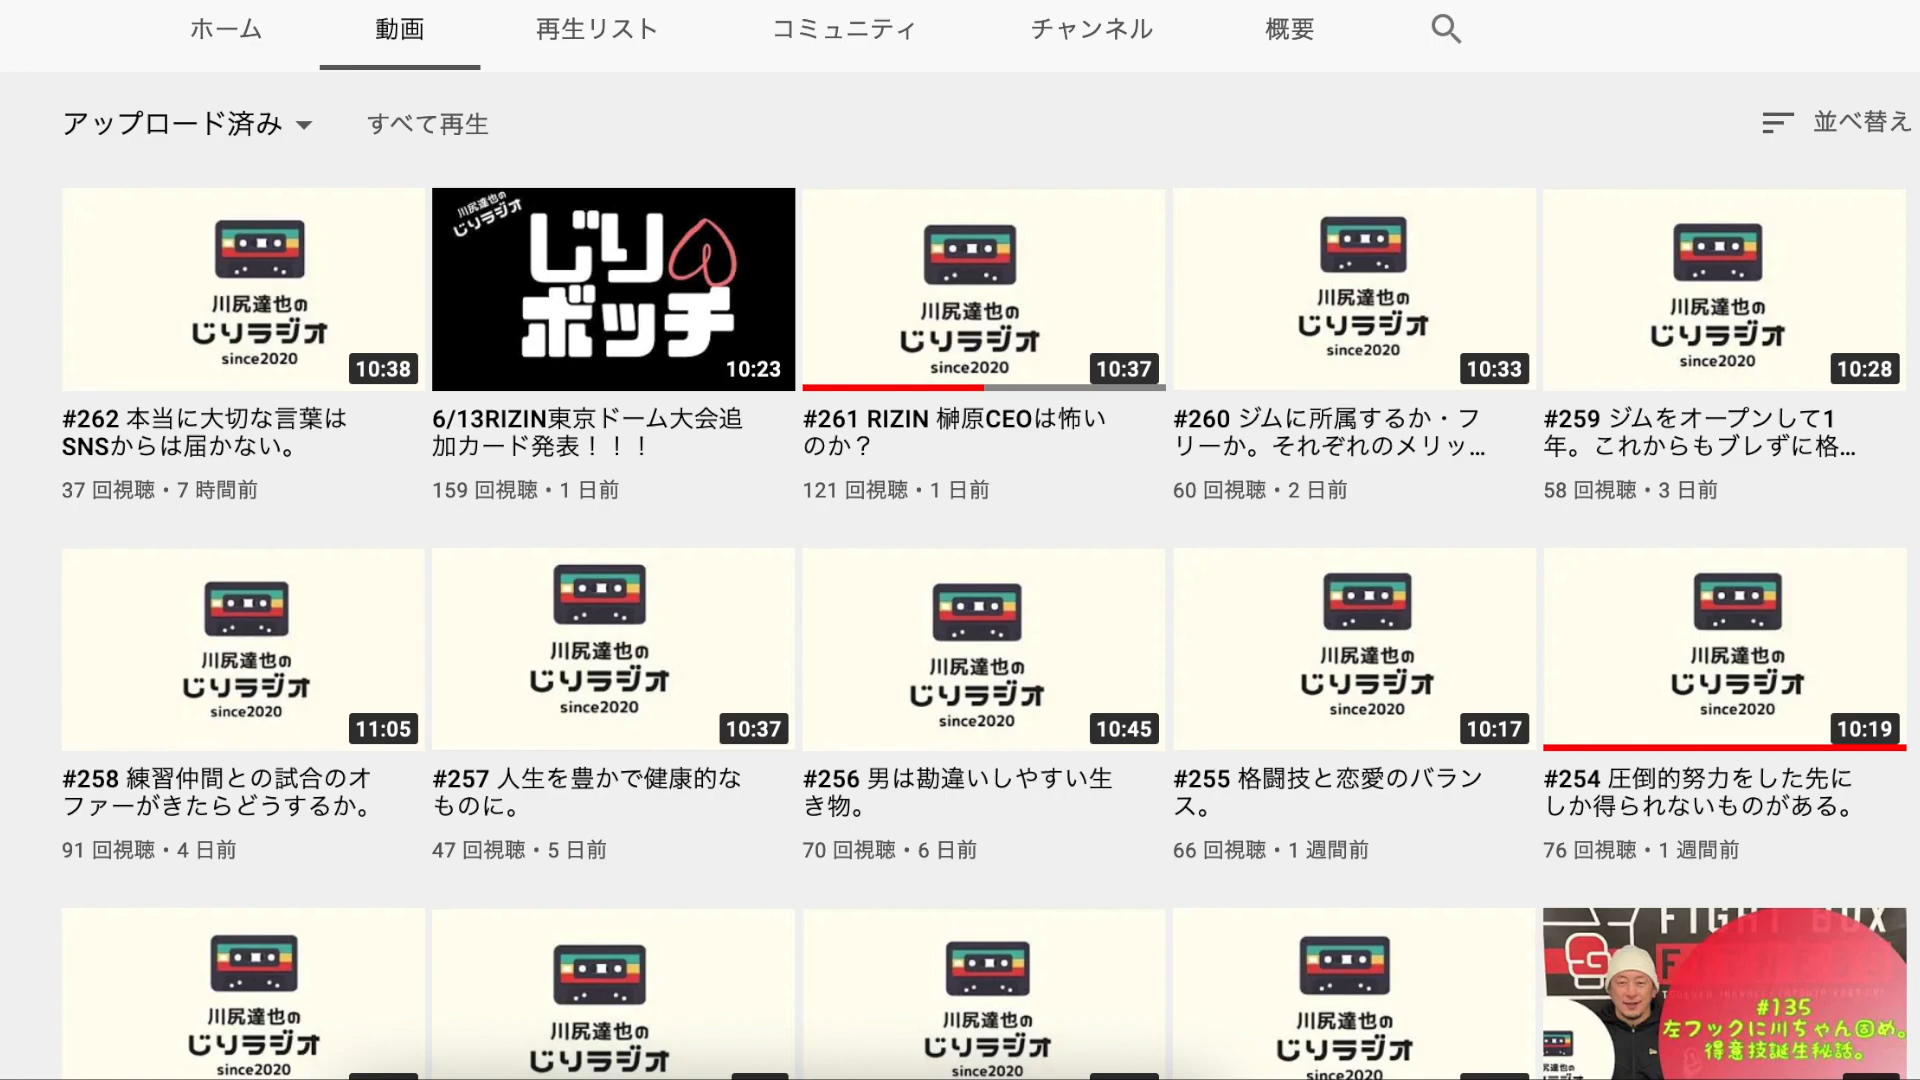 ホーム 動画 再生リスト コミュニティ チャンネル 概要
アップロード済み すべて再生 並べ替え
川尻達也の
じりラジオ
since2020
10:38
#262 本当に大切な言葉は
SNSからは届かない。
37 回視聴・7 時間前
川尻達也の
じりラジオ
じり
ボッチ
10:23
6/13RIZIN東京ドーム大会追
加カード発表！！！
159 回視聴・1 日前
川尻達也の
じりラジオ
since2020
10:37
#261 RIZIN 榊原CEOは怖い
のか？
121 回視聴・1 日前
川尻達也の
じりラジオ
since2020
10:33
#260 ジムに所属するか・フ
リーか。それぞれのメリッ...
60 回視聴・2 日前
川尻達也の
じりラジオ
since2020
10:28
#259 ジムをオープンして1
年。これからもブレずに格...
58 回視聴・3 日前
川尻達也の
じりラジオ
since2020
11:05
#258 練習仲間との試合のオ
ファーがきたらどうするか。
91 回視聴・4 日前
川尻達也の
じりラジオ
since2020
10:37
#257 人生を豊かで健康的な
ものに。
47 回視聴・5 日前
川尻達也の
じりラジオ
since2020
10:45
#256 男は勘違いしやすい生
き物。
70 回視聴・6 日前
川尻達也の
じりラジオ
since2020
10:17
#255 格闘技と恋愛のバラン
ス。
66 回視聴・1 週間前
川尻達也の
じりラジオ
since2020
10:19
#254 圧倒的努力をした先に
しか得られないものがある。
76 回視聴・1 週間前
川尻達也の
じりラジオ
since2020
川尻達也の
じりラジオ
川尻達也の
じりラジオ
since2020
川尻達也の
じりラジオ
since2020
FIGHT BOX
#135
左フックに川ちゃん固め。
得意技誕生秘話。
川尻達也の